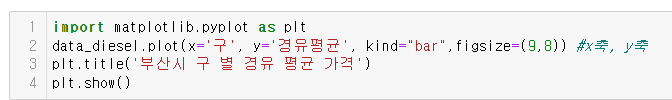 1 import matplotlib.pyplot as plt
2 data_diesel.plot(x='구', y='경유평균', kind="bar",figsize=(9,8)) #x축, y축
3 plt.title('부산시 구 별 경유 평균 가격')
4 plt.show()